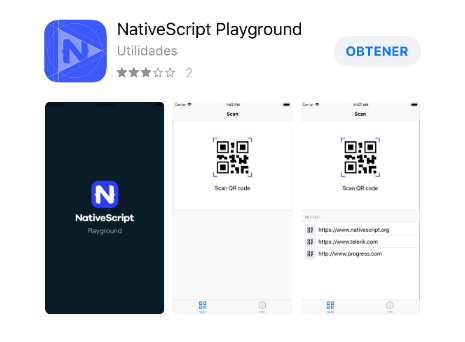 NativeScript Playground
Utilidades
OBTENER
2
NativeScript
Playground
Carrier
1:43 PM
Scan
Scan QR code
Carrier
11:57 AM
Scan
Scan QR code
RECENT
https://www.nativescript.org
https://www.telerik.com
http://www.progress.com